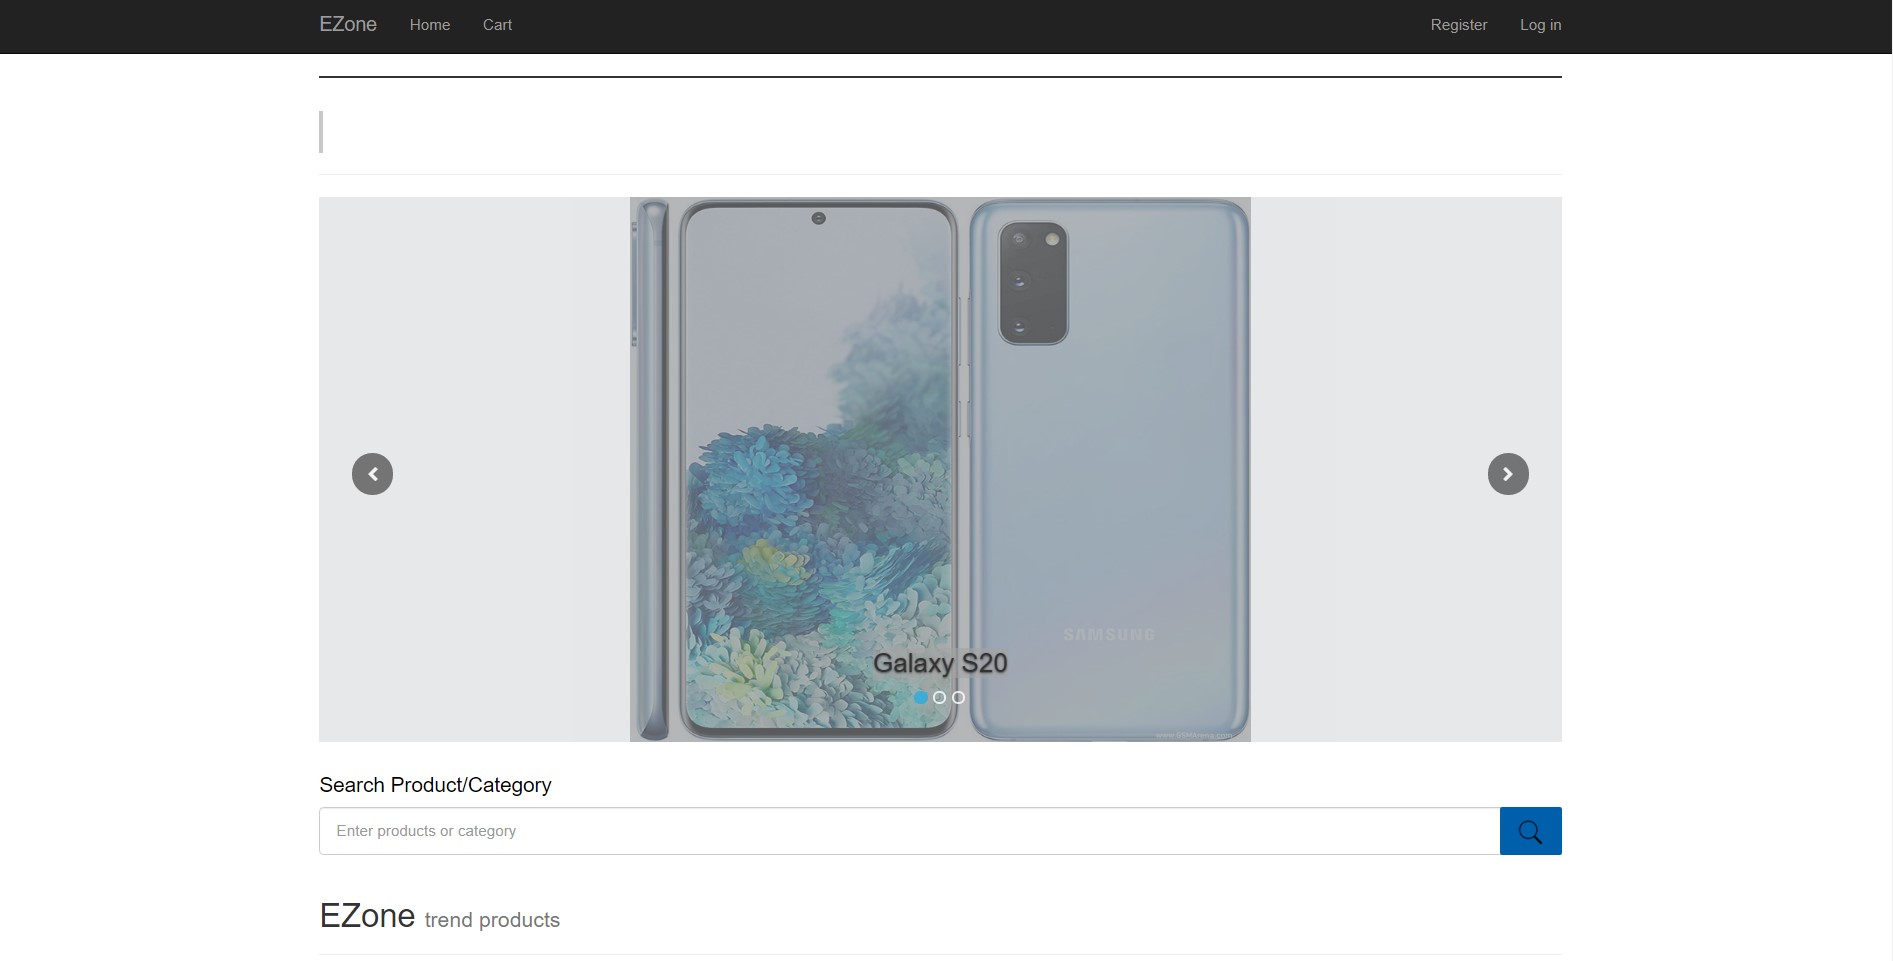 EZone Home Cart Register Log in
SAMSUNG
Galaxy S20
Search Product/Category
Enter products or category
EZone trend products